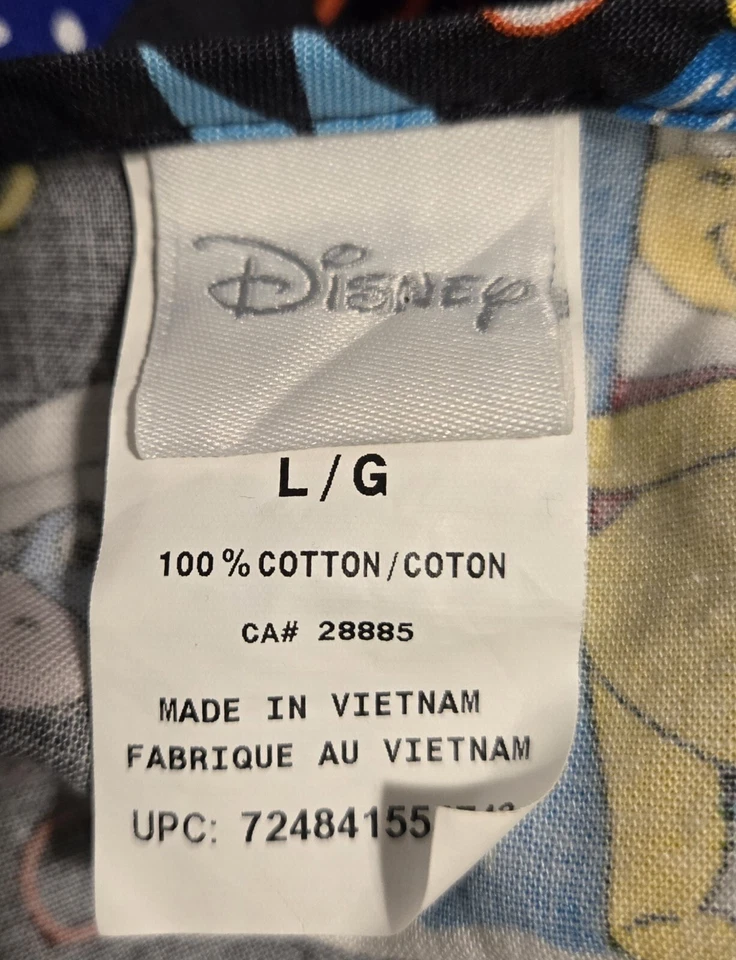 Disney
L/G
100% COTTON/COTON
CA# 28885
MADE IN VIETNAM
FABRIQUE AU VIETNAM
UPC: 72484155